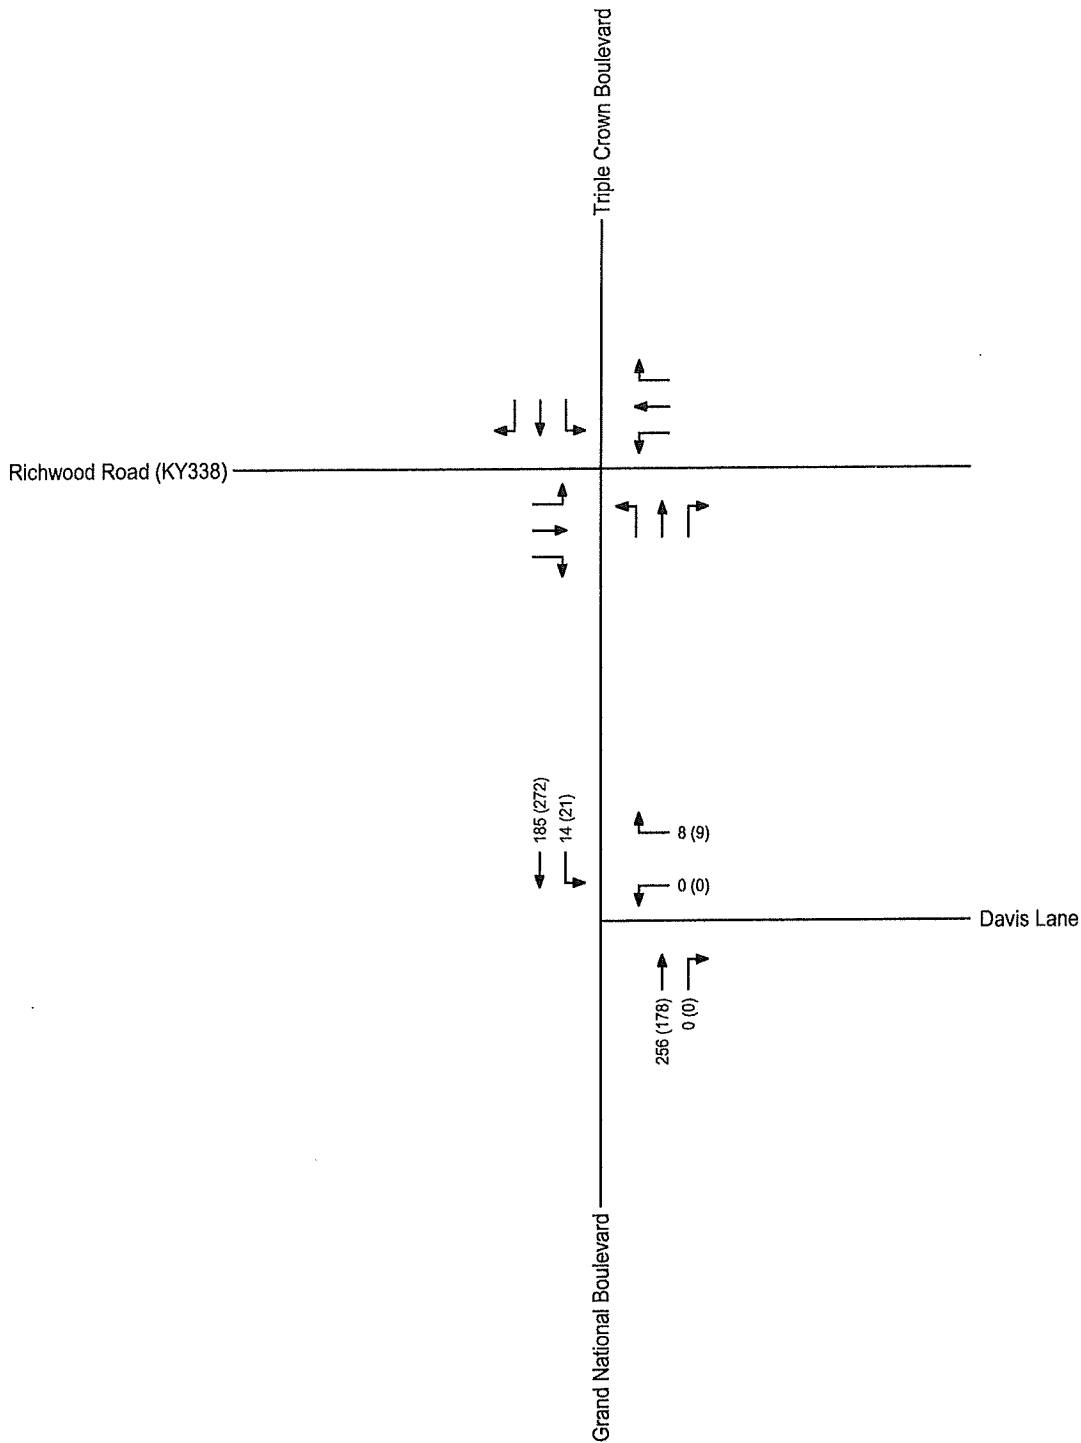 Triple Crown Boulevard
Richwood Road (KY338)
185 (272)
14 (21)
8 (9)
0 (0)
Davis Lane
256 (178)
0 (0)
Grand National Boulevard